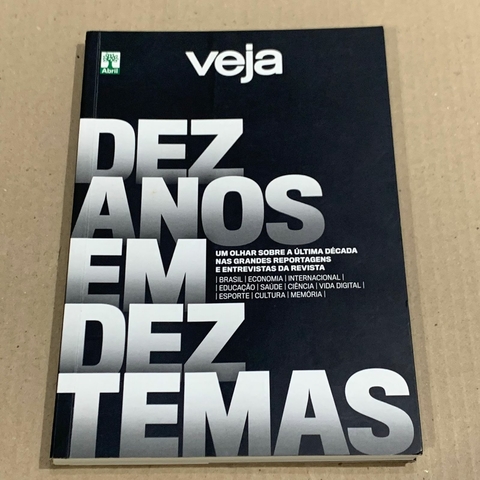 Abril
veja
DEZ
ANOS
EM
UM OLHAR SOBRE A ÚLTIMA DÉCADA
NAS GRANDES REPORTAGENS
E ENTREVISTAS DA REVISTA
| BRASIL | ECONOMIA | INTERNACIONAL |
| EDUCAÇÃO | SAÚDE | CIÊNCIA | VIDA DIGITAL |
| ESPORTE | CULTURA | MEMÓRIA |
DEZ
TEMAS